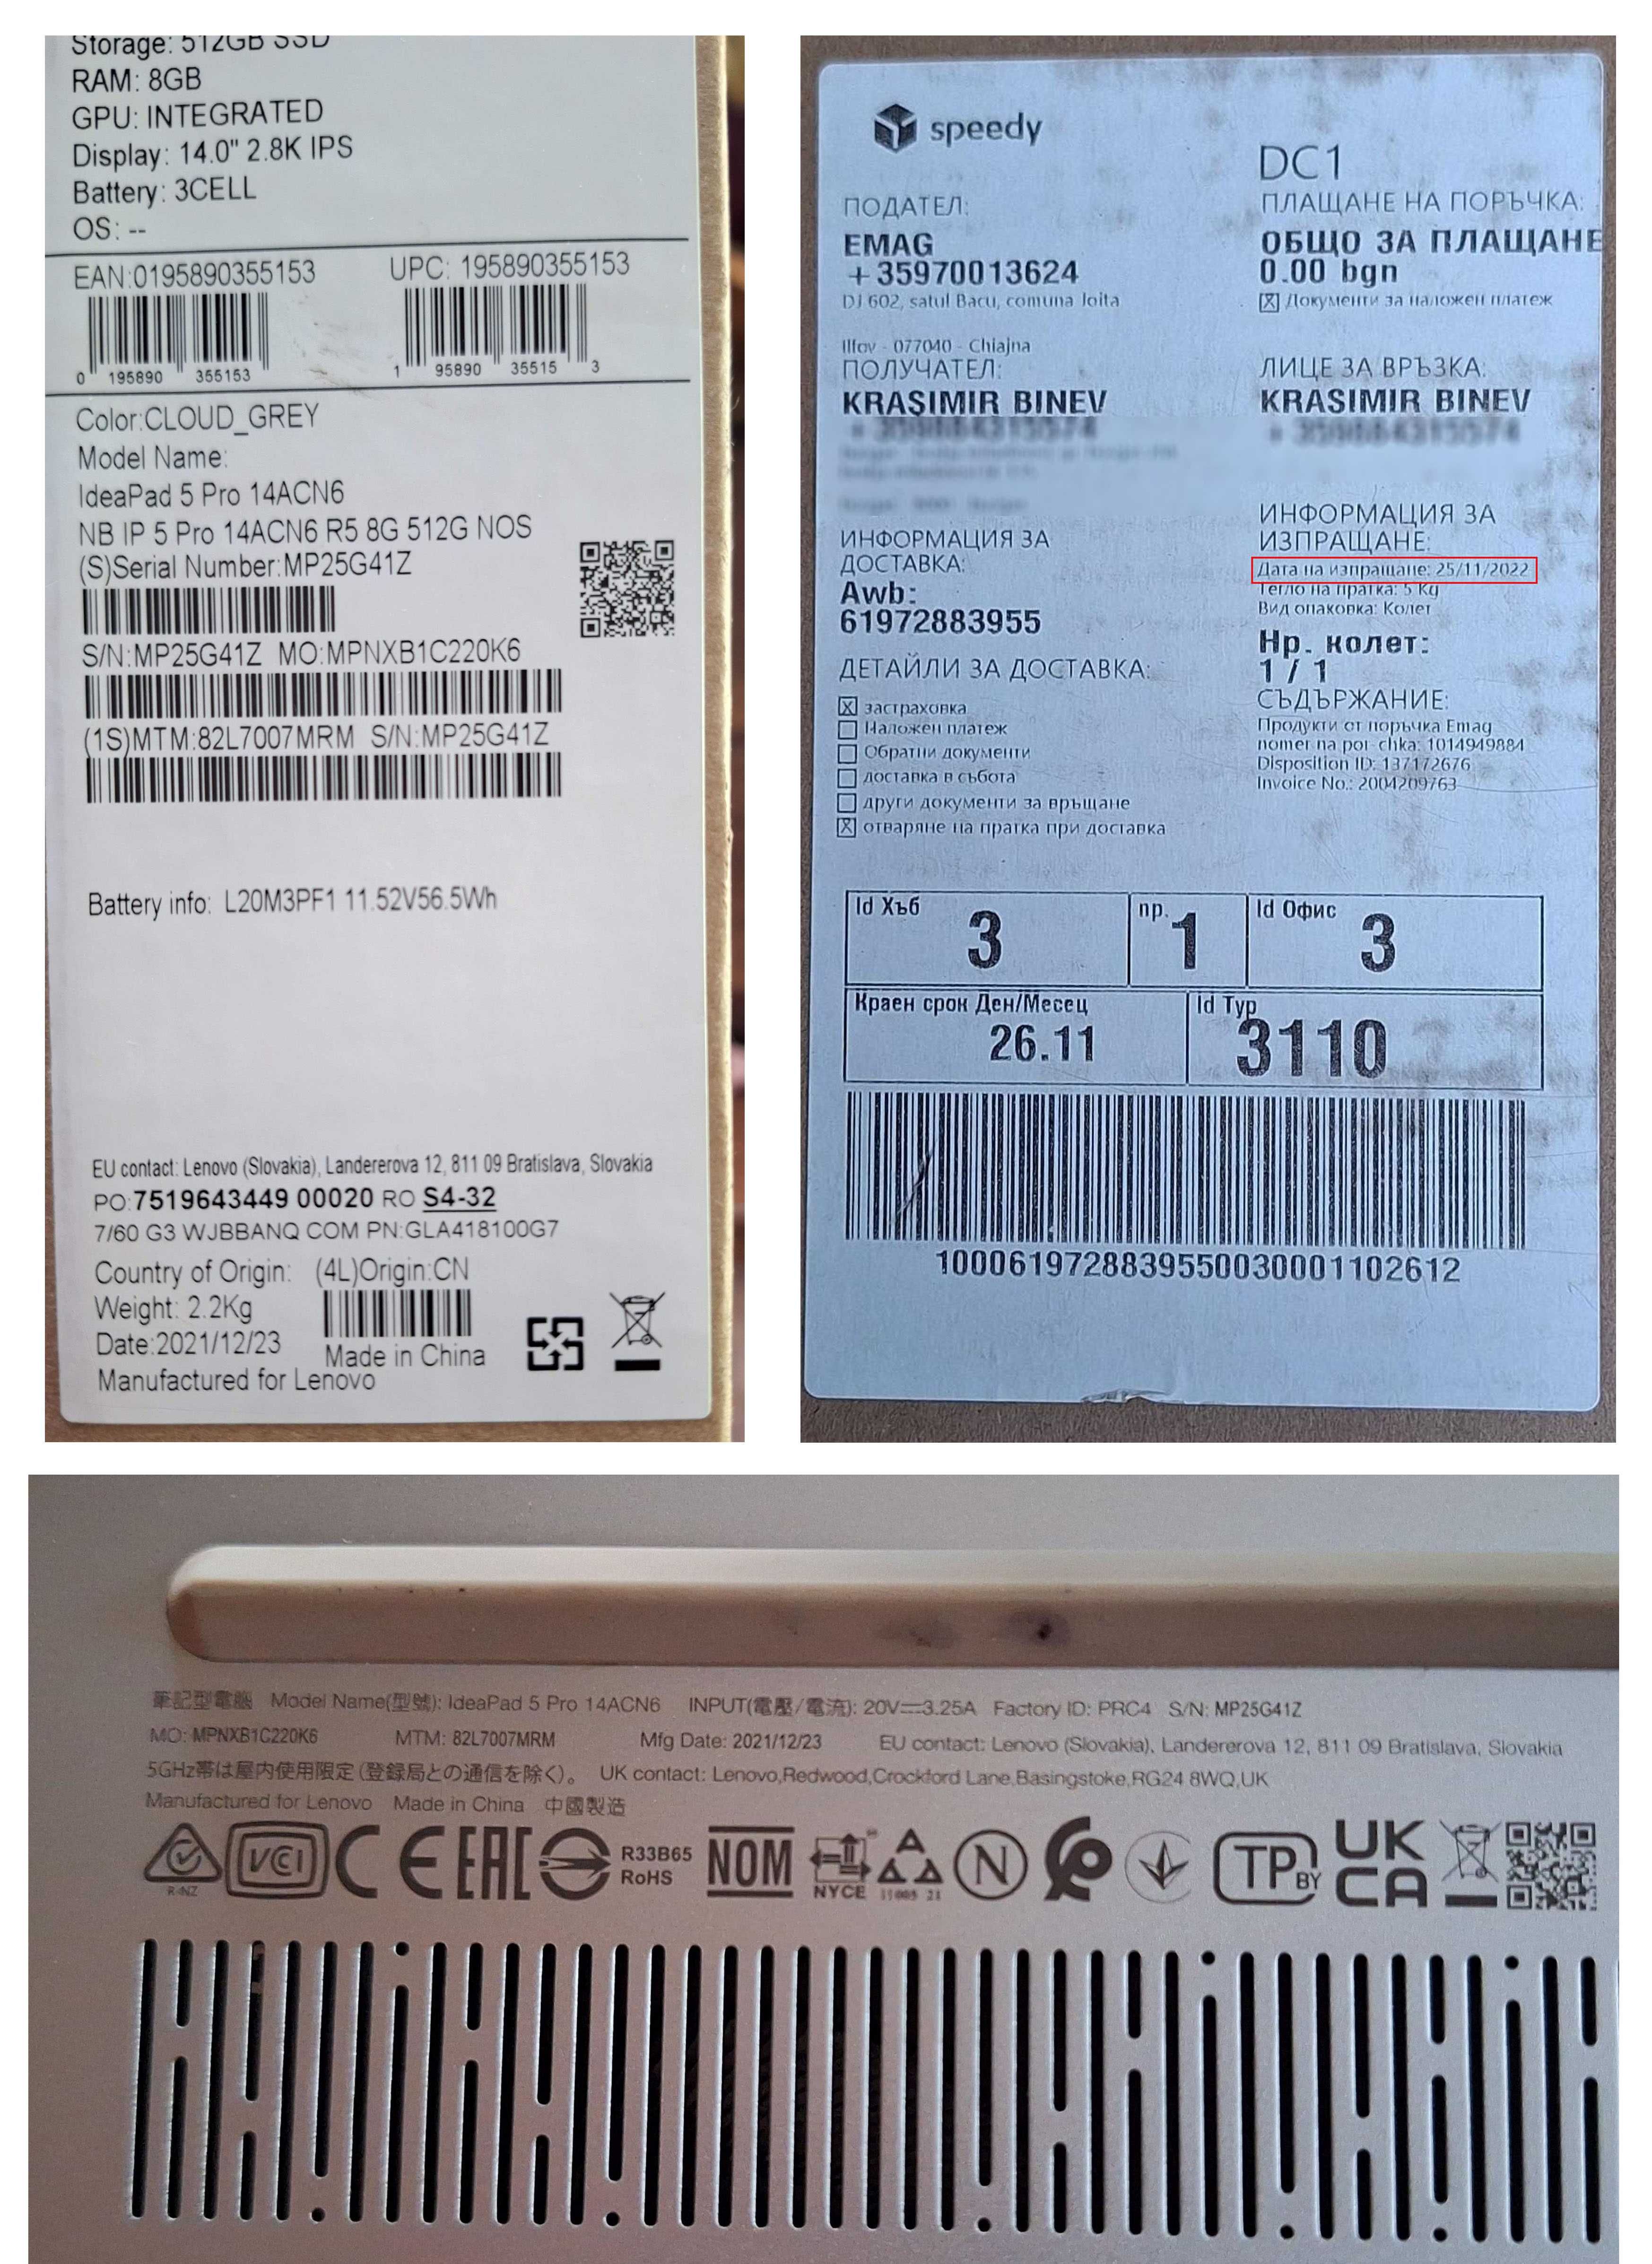 Storage: 512GB SSD
RAM: 8GB
GPU: INTEGRATED
Display: 14.0" 2.8K IPS
Battery: 3CELL
OS: --
EAN:0195890355153 UPC: 195890355153
0 195890 355153 1 95890 35515 3
Color:CLOUD_GREY
Model Name:
IdeaPad 5 Pro 14ACN6
NB IP 5 Pro 14ACN6 R5 8G 512G NOS
(S)Serial Number:MP25G41Z
S/N:MP25G41Z MO:MPNXB1C220K6
(1S)MTM:82L7007MRM S/N:MP25G41Z
Battery info: L20M3PF1 11.52V56.5Wh
EU contact: Lenovo (Slovakia), Landererova 12, 811 09 Bratislava, Slovakia
PO:7519643449 00020 RO S4-32
7/60 G3 WJBBANQ COM PN:GLA418100G7
Country of Origin: (4L)Origin:CN
Weight: 2.2Kg
Date:2021/12/23
Made in China
Manufactured for Lenovo
speedy
DC1
ПОДАТЕЛ:
EMAG
+35970013624
DJ 602, satul Bacu, comuna Joita
Ilfov - 077040 - Chiajna
ПЛАЩАНЕ НА ПОРЪЧКА:
ОБЩО ЗА ПЛАЩАНЕ
0.00 bgn
☒ Документи за наложен платеж
ПОЛУЧАТЕЛ:
KRASIMIR BINEV
ЛИЦЕ ЗА ВРЪЗКА:
KRASIMIR BINEV
ИНФОРМАЦИЯ ЗА
ДОСТАВКА:
Awb:
61972883955
ИНФОРМАЦИЯ ЗА
ИЗПРАЩАНЕ:
Дата на изпращане: 25/11/2022
Тегло на пратка: 5 Kg
Вид опаковка: Колет
Нр. колет:
1 / 1
ДЕТАЙЛИ ЗА ДОСТАВКА:
☒ застраховка
☐ Наложен платеж
☐ Обратни документи
☐ доставка в събота
☐ други документи за връщане
☒ отваряне на пратка при доставка
СЪДЪРЖАНИЕ:
Продукти от поръчка Emag
nomer na por chka: 1014949884
Disposition ID: 137172676
Invoice No.: 2004209763
Id Хъб 3 пр. 1 Id Офис 3
Краен срок Ден/Месец 26.11 Id Тур 3110
1000619728839550030001102612
筆記型電腦 Model Name(型號): IdeaPad 5 Pro 14ACN6 INPUT(電壓/電流): 20V⎓3.25A Factory ID: PRC4 S/N: MP25G41Z
MO: MPNXB1C220K6 MTM: 82L7007MRM Mfg Date: 2021/12/23 EU contact: Lenovo (Slovakia), Landererova 12, 811 09 Bratislava, Slovakia
5GHz帯は屋内使用限定(登録局との通信を除く)。 UK contact: Lenovo,Redwood,Crockford Lane,Basingstoke,RG24 8WQ,UK
Manufactured for Lenovo Made in China 中國製造
R-NZ VCI CE EAC R33B65 RoHS NOM NYCE 11005 21 N TP BY UK CA